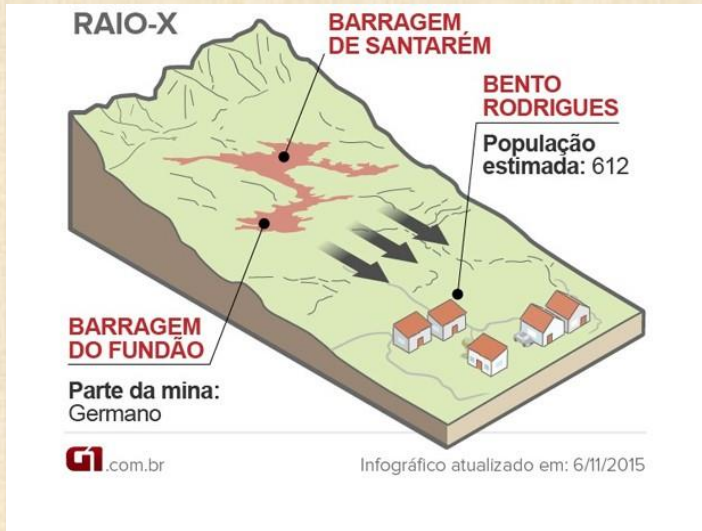 RAIO-X
BARRAGEM
DE SANTARÉM
BENTO
RODRIGUES
População
estimada: 612
BARRAGEM
DO FUNDÃO
Parte da mina:
Germano
G1.com.br
Infográfico atualizado em: 6/11/2015